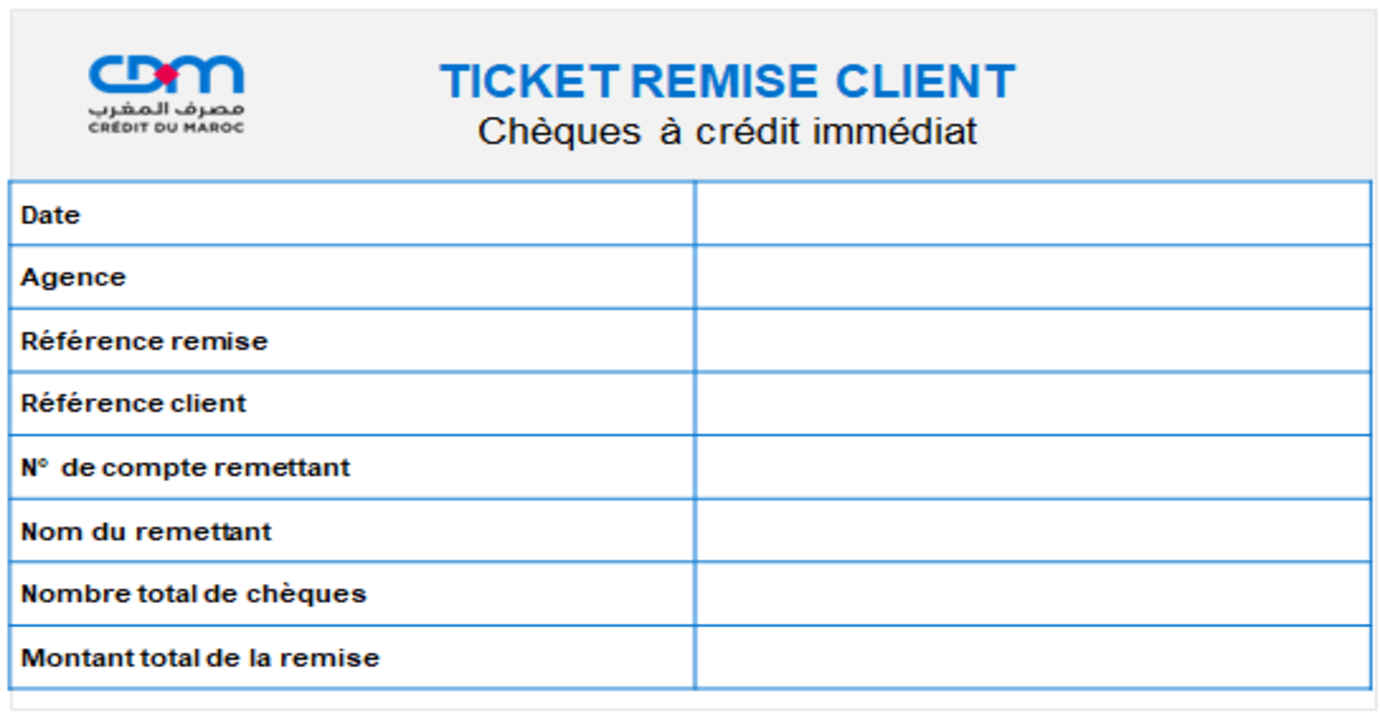 CDM
مصرف المغرب
CRÉDIT DU MAROC
TICKET REMISE CLIENT
Chèques à crédit immédiat
Date
Agence
Référence remise
Référence client
N° de compte remettant
Nom du remettant
Nombre total de chèques
Montant total de la remise